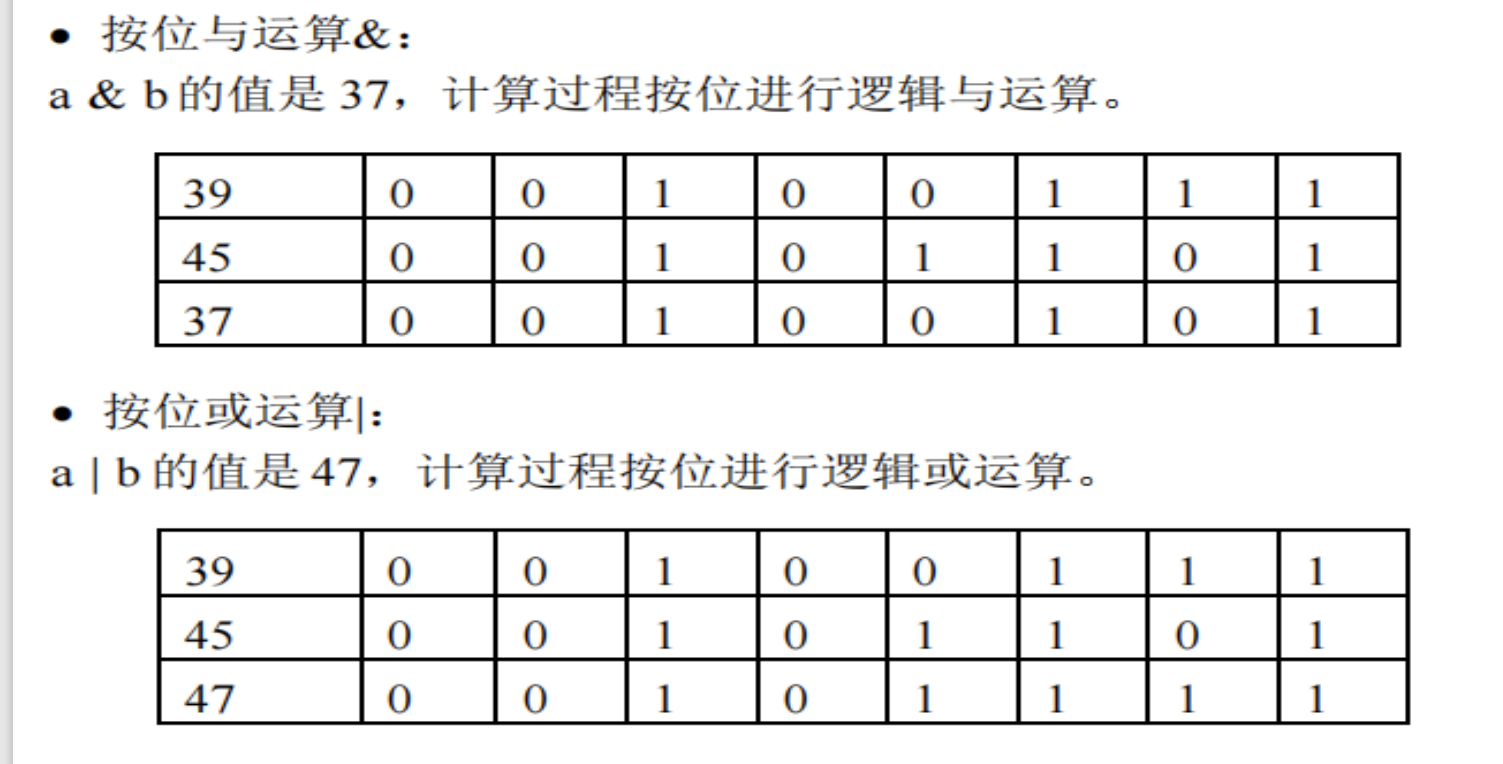 • 按位与运算&：
a & b的值是 37，计算过程按位进行逻辑与运算。
39 0 0 1 0 0 1 1 1
45 0 0 1 0 1 1 0 1
37 0 0 1 0 0 1 0 1
• 按位或运算|：
a | b 的值是 47，计算过程按位进行逻辑或运算。
39 0 0 1 0 0 1 1 1
45 0 0 1 0 1 1 0 1
47 0 0 1 0 1 1 1 1